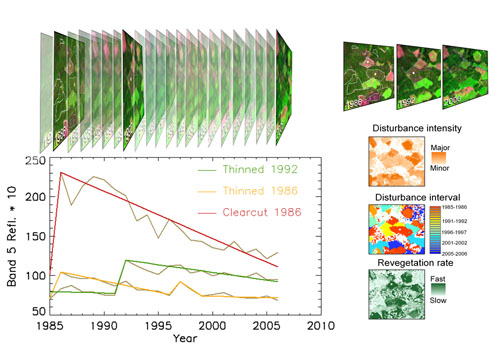 1986 1992 2006
Band 5 Refl. * 10
250
200
150
100
50
Thinned 1992
Thinned 1986
Clearcut 1986
1985 1990 1995 2000 2005 2010
Year
Disturbance intensity
Major
Minor
Disturbance interval
1985-1986
1991-1992
1996-1997
2001-2002
2005-2006
Revegetation rate
Fast
Slow